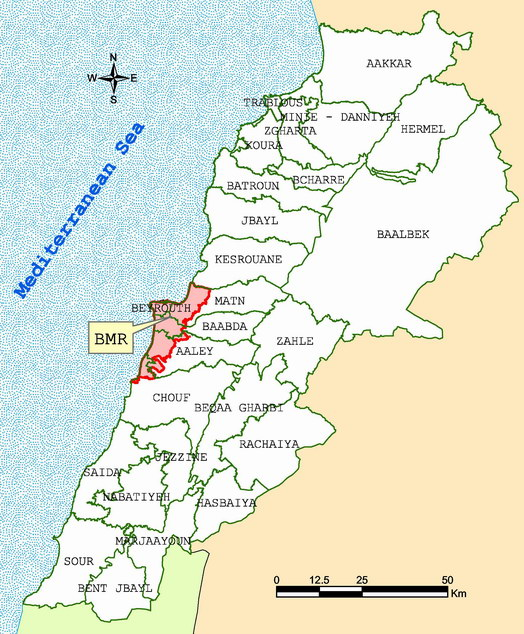 AAKKAR
N
W E
S
TRABLOUS
MINIE - DANNIYEH
HERMEL
ZGHARTA
KOURA
BCHARRE
BATROUN
JBAYL
BAALBEK
Mediterranean Sea
KESROUANE
MATN
BEYROUTH
BAABDA
BMR
ZAHLE
AALEY
CHOUF
BEQAA GHARBI
RACHAIYA
JEZZINE
SAIDA
NABATIYEH
HASBAIYA
MARJAAYOUN
SOUR
BENT JBAYL
0 12.5 25 50
Km